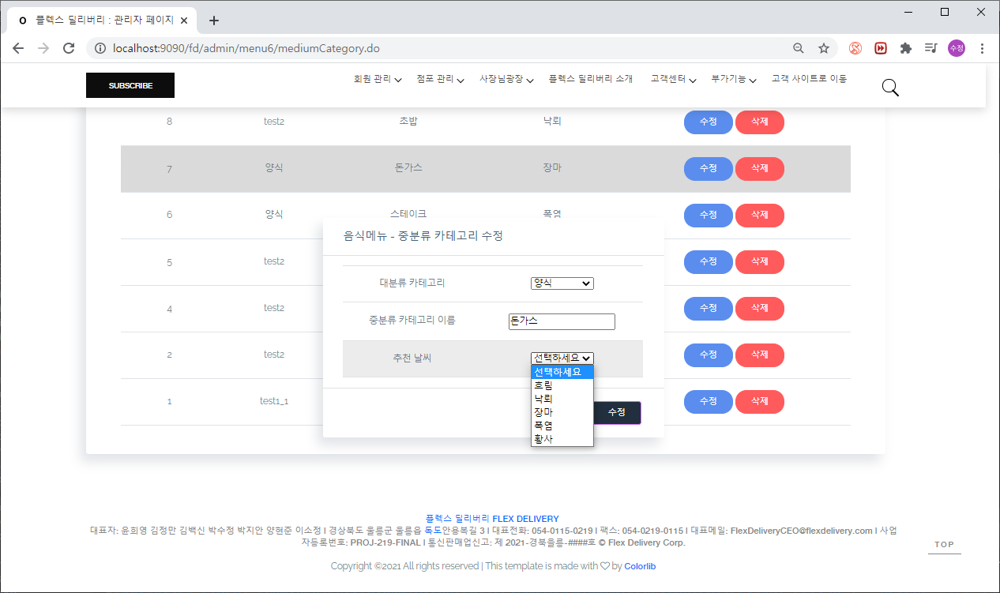 플렉스 딜리버리 : 관리자 페이지
localhost:9090/fd/admin/menu6/mediumCategory.do
수정
SUBSCRIBE
회원 관리 점포 관리 사장님광장 플렉스 딜리버리 소개 고객센터 부가기능 고객 사이트로 이동
8 test2 초밥 낙뢰 수정 삭제
7 양식 돈가스 장마 수정 삭제
6 양식 스테이크 폭염 수정 삭제
5 test2 수정 삭제
4 test2 수정 삭제
2 test2 수정 삭제
1 test1_1 수정 삭제
음식메뉴 - 중분류 카테고리 수정
대분류 카테고리 양식
중분류 카테고리 이름 돈가스
추천 날씨 선택하세요
선택하세요
흐림
낙뢰
장마
폭염
황사
수정
플렉스 딜리버리 FLEX DELIVERY
대표자: 윤희영 김정만 김백신 박수정 박지안 양현준 이소정 l 경상북도 울릉군 울릉읍 독도안용복길 3 l 대표전화: 054-0115-0219 l 팩스: 054-0219-0115 l 대표메일: FlexDeliveryCEO@flexdelivery.com l 사업
자등록번호: PROJ-219-FINAL l 통신판매업신고: 제 2021-경북울릉-####호 © Flex Delivery Corp.
TOP
Copyright ©2021 All rights reserved | This template is made with ♡ by Colorlib